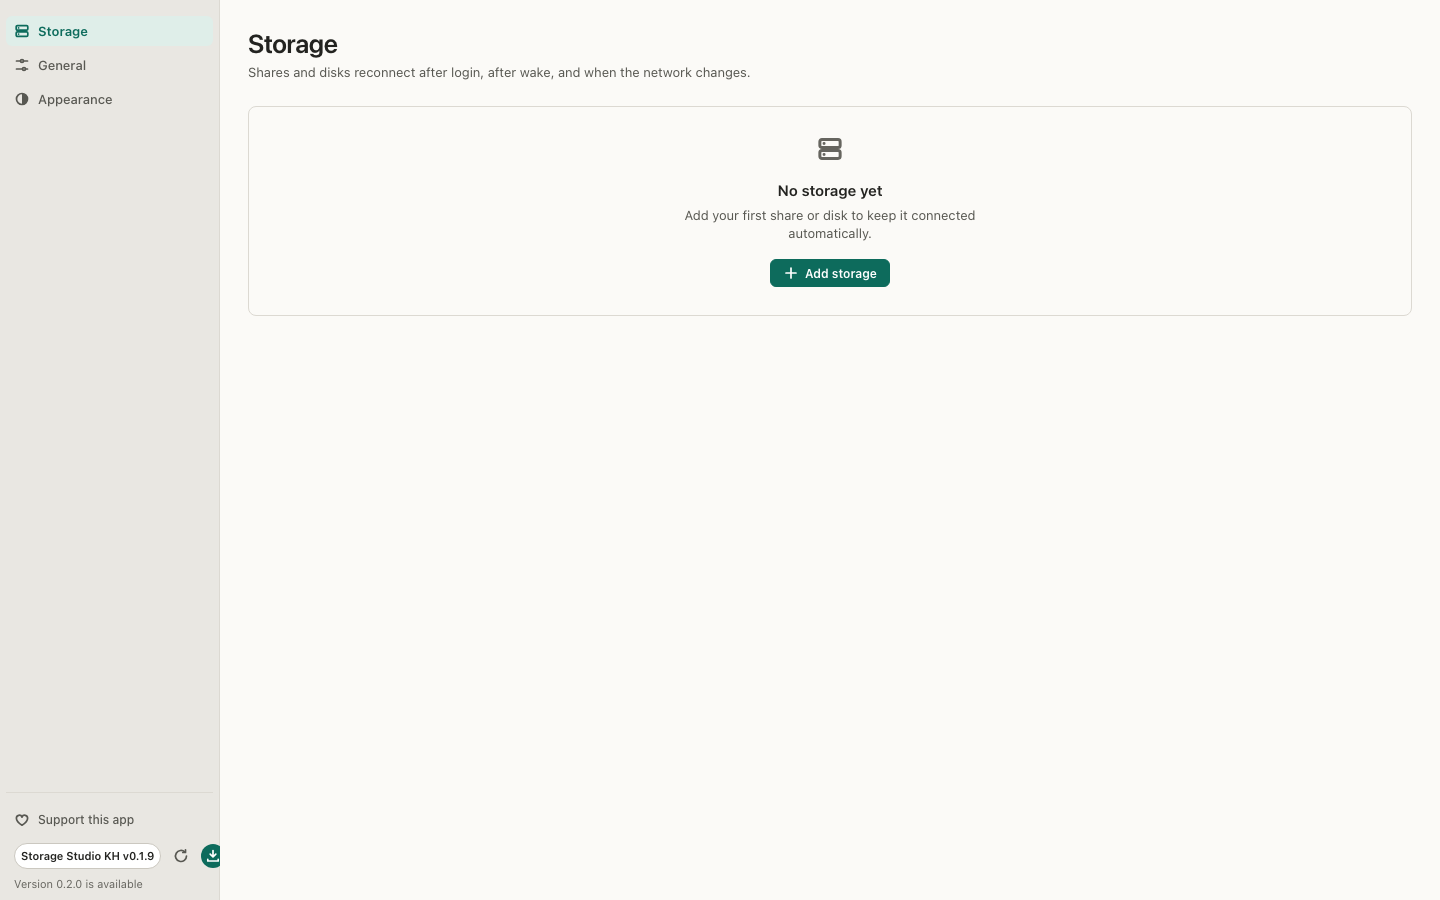 Storage
General
Appearance
Storage
Shares and disks reconnect after login, after wake, and when the network changes.
No storage yet
Add your first share or disk to keep it connected
automatically.
Add storage
Support this app
Storage Studio KH v0.1.9
Version 0.2.0 is available